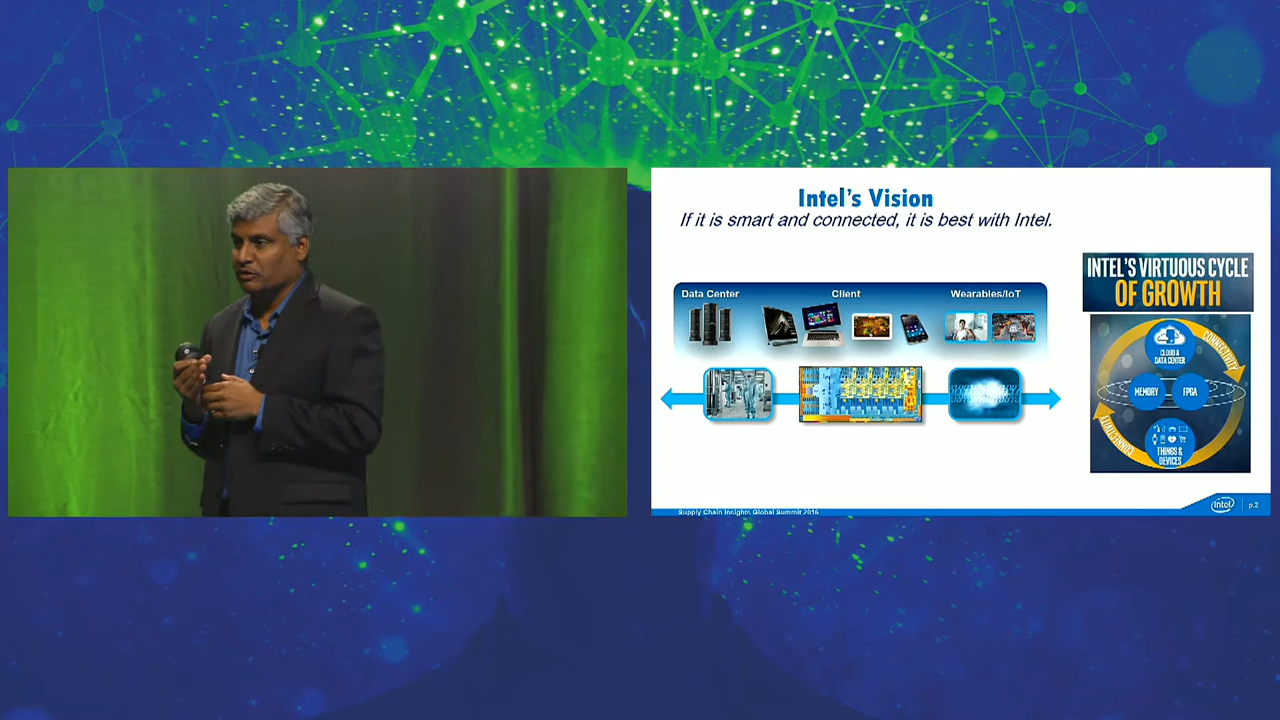 Intel's Vision
If it is smart and connected, it is best with Intel.
Data Center
Client
Wearables/IoT
INTEL'S VIRTUOUS CYCLE
OF GROWTH
CLOUD &
DATA CENTER
CONNECTIVITY
MEMORY
FPGA
CONNECTIVITY
THINGS &
DEVICES
Supply Chain Insights Global Summit 2016
intel
p.2